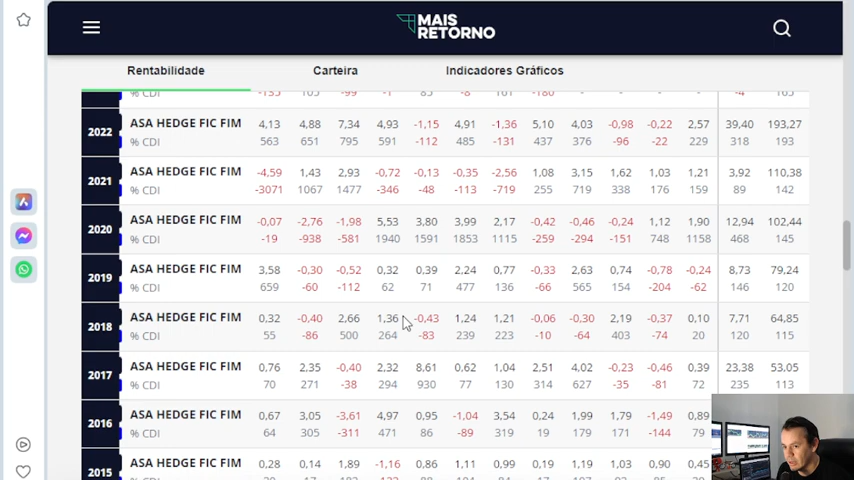 MAIS
RETORNO
Rentabilidade Carteira Indicadores Gráficos
% CDI -135 105 -99 -1 85 -8 161 -180 - - - - -4 165
2022 ASA HEDGE FIC FIM 4,13 4,88 7,34 4,93 -1,15 4,91 -1,36 5,10 4,03 -0,98 -0,22 2,57 39,40 193,27
% CDI 563 651 795 591 -112 485 -131 437 376 -96 -22 229 318 193
2021 ASA HEDGE FIC FIM -4,59 1,43 2,93 -0,72 -0,13 -0,35 -2,56 1,08 3,15 1,62 1,03 1,21 3,92 110,38
% CDI -3071 1067 1477 -346 -48 -113 -719 255 719 338 176 159 89 142
2020 ASA HEDGE FIC FIM -0,07 -2,76 -1,98 5,53 3,80 3,99 2,17 -0,42 -0,46 -0,24 1,12 1,90 12,94 102,44
% CDI -19 -938 -581 1940 1591 1853 1115 -259 -294 -151 748 1158 468 145
2019 ASA HEDGE FIC FIM 3,58 -0,30 -0,52 0,32 0,39 2,24 0,77 -0,33 2,63 0,74 -0,78 -0,24 8,73 79,24
% CDI 659 -60 -112 62 71 477 136 -66 565 154 -204 -62 146 120
2018 ASA HEDGE FIC FIM 0,32 -0,40 2,66 1,36 -0,43 1,24 1,21 -0,06 -0,30 2,19 -0,37 0,10 7,71 64,85
% CDI 55 -86 500 264 -83 239 223 -10 -64 403 -74 20 120 115
2017 ASA HEDGE FIC FIM 0,76 2,35 -0,40 2,32 8,61 0,62 1,04 2,51 4,02 -0,23 -0,46 0,39 23,38 53,05
% CDI 70 271 -38 294 930 77 130 314 627 -35 -81 72 235 113
2016 ASA HEDGE FIC FIM 0,67 3,05 -3,61 4,97 0,95 -1,04 3,54 0,24 1,99 1,79 -1,49 0,89
% CDI 64 305 -311 471 86 -89 319 19 179 171 -144 79
2015 ASA HEDGE FIC FIM 0,28 0,14 1,89 -1,16 0,86 1,11 0,99 0,19 1,19 1,03 0,90 0,45
% CDI